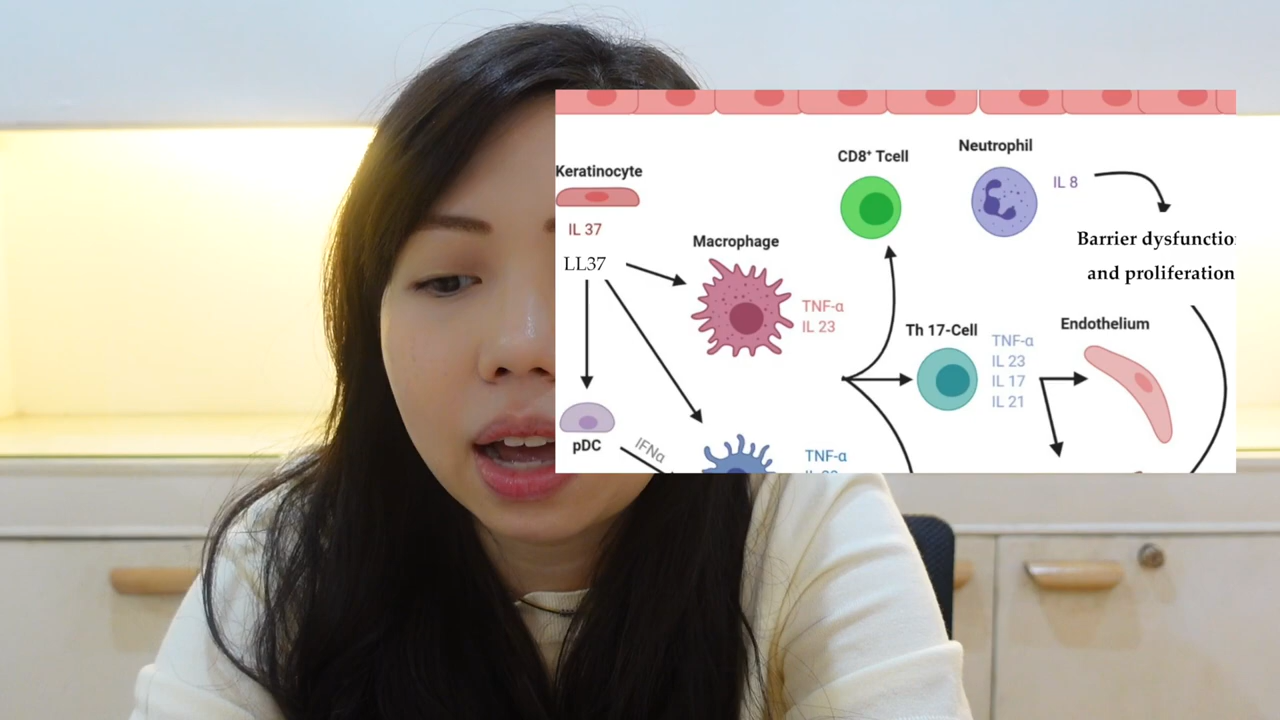 Keratinocyte
IL 37
LL37
Macrophage
TNF-α
IL 23
CD8⁺ Tcell
Neutrophil
IL 8
Barrier dysfunctio
and proliferation
Th 17-Cell
TNF-α
IL 23
IL 17
IL 21
Endothelium
pDC
IFNα
TNF-α